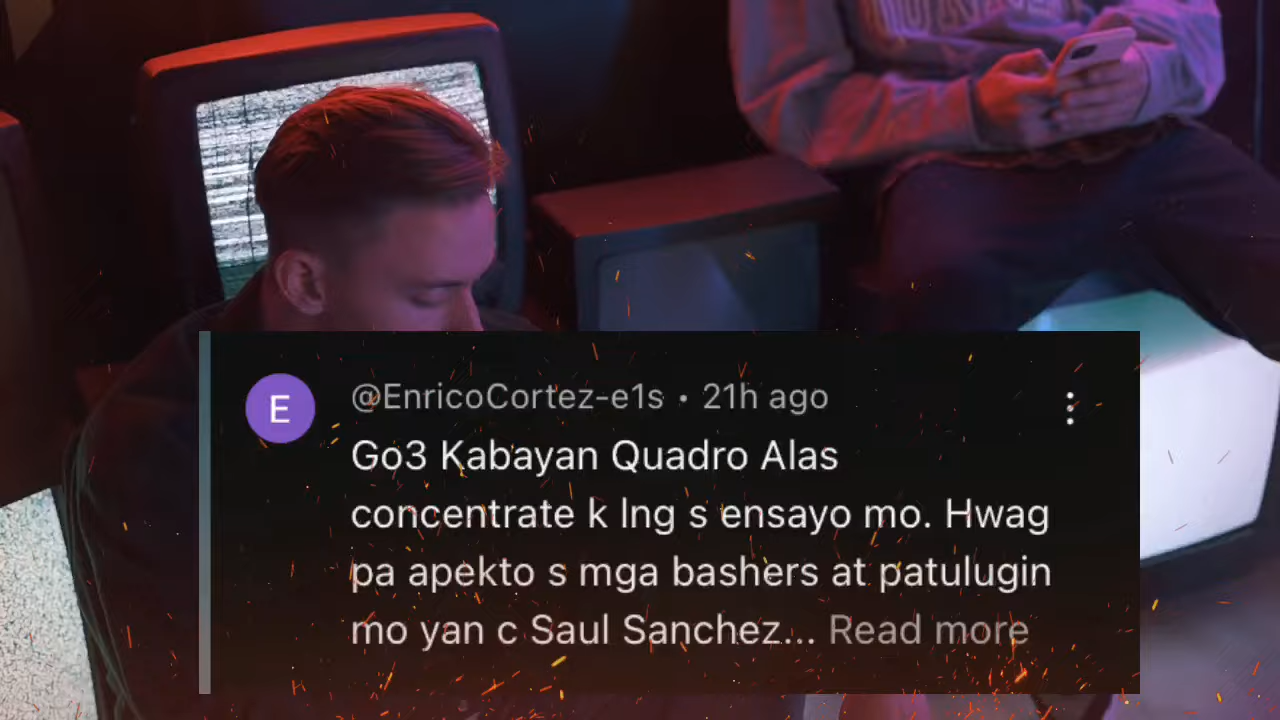 E
@EnricoCortez-e1s • 21h ago
Go3 Kabayan Quadro Alas
concentrate k lng s ensayo mo. Hwag
pa apekto s mga bashers at patulugin
mo yan c Saul Sanchez... Read more